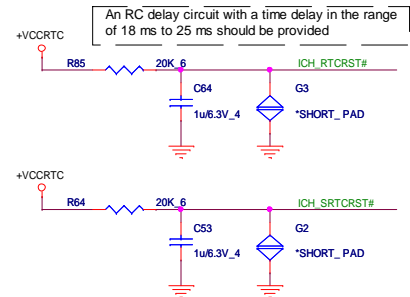 An RC delay circuit with a time delay in the range
of 18 ms to 25 ms should be provided
+VCCRTC
R85 20K_6 ICH_RTCRST#
C64 G3
1u/6.3V_4 *SHORT_ PAD
+VCCRTC
R64 20K_6 ICH_SRTCRST#
C53 G2
1u/6.3V_4 *SHORT_ PAD